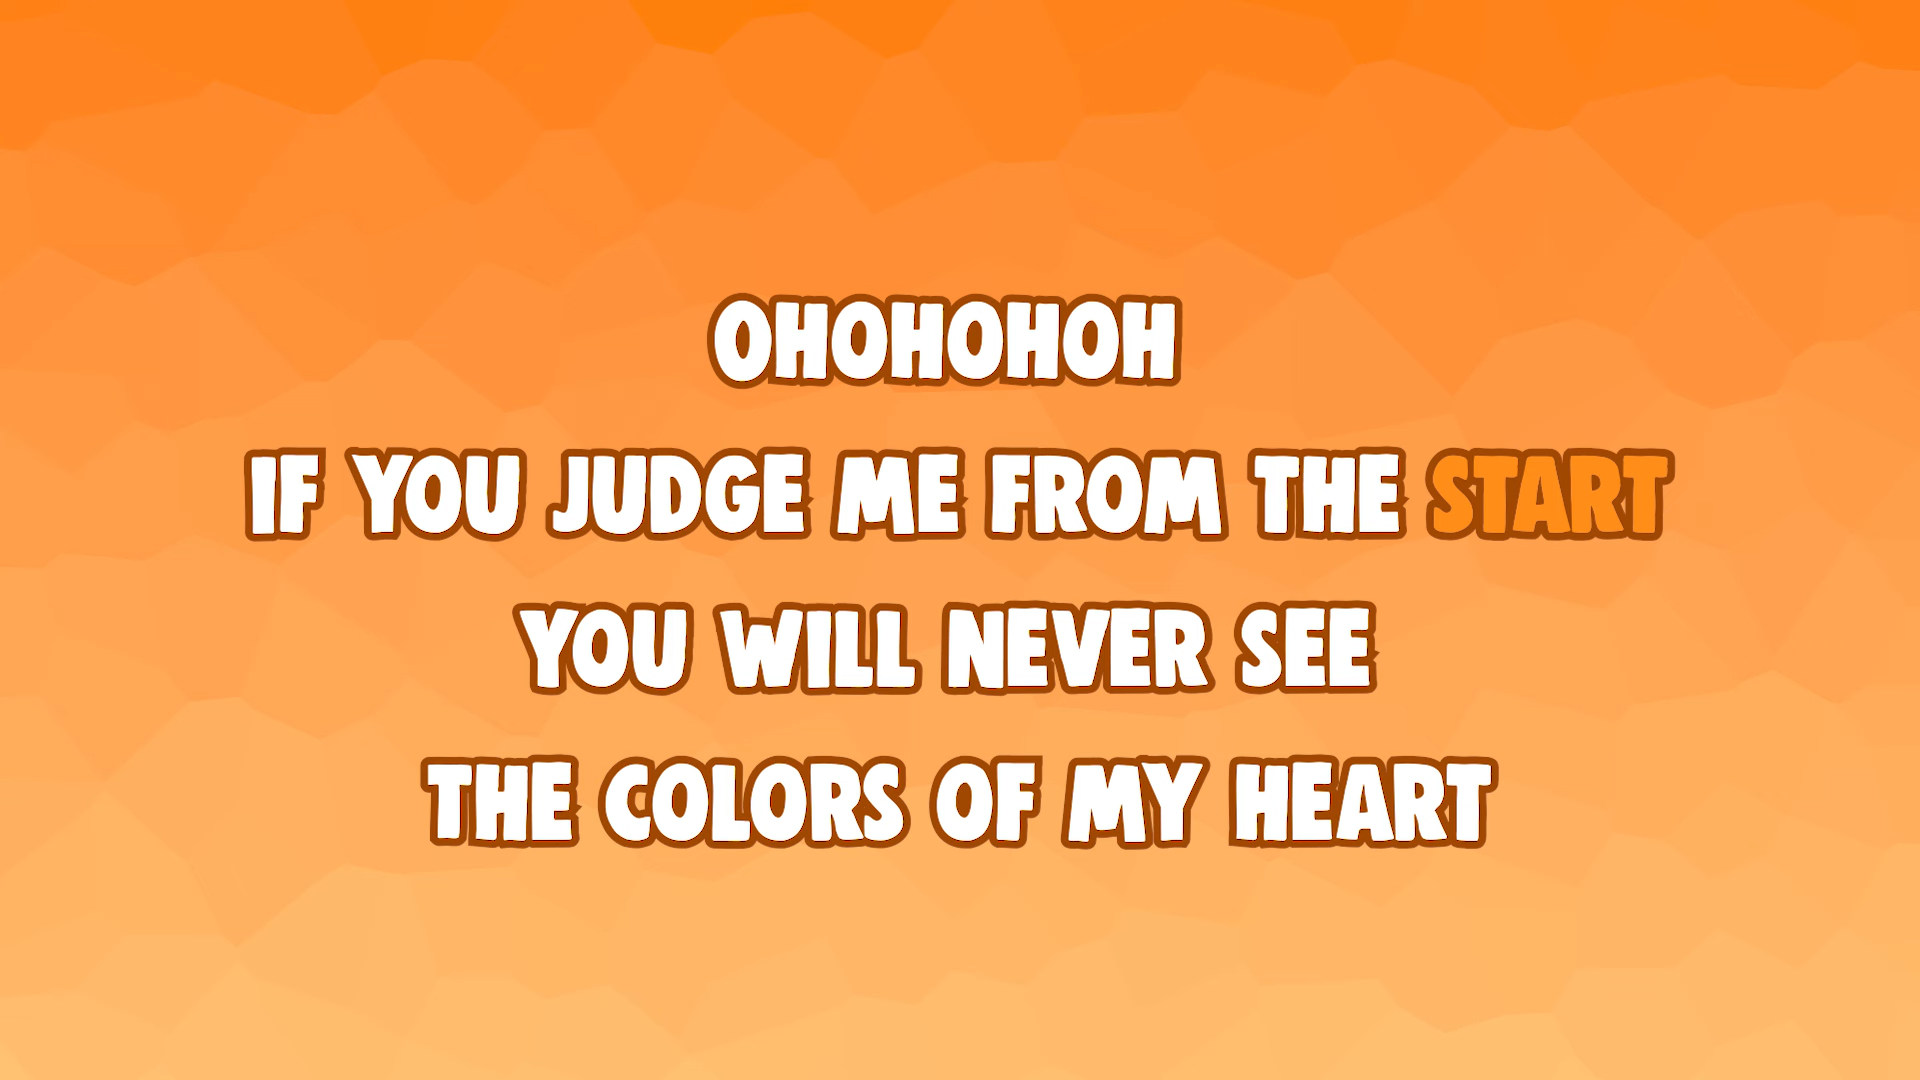 OHOHOHOH
IF YOU JUDGE ME FROM THE START
YOU WILL NEVER SEE
THE COLORS OF MY HEART